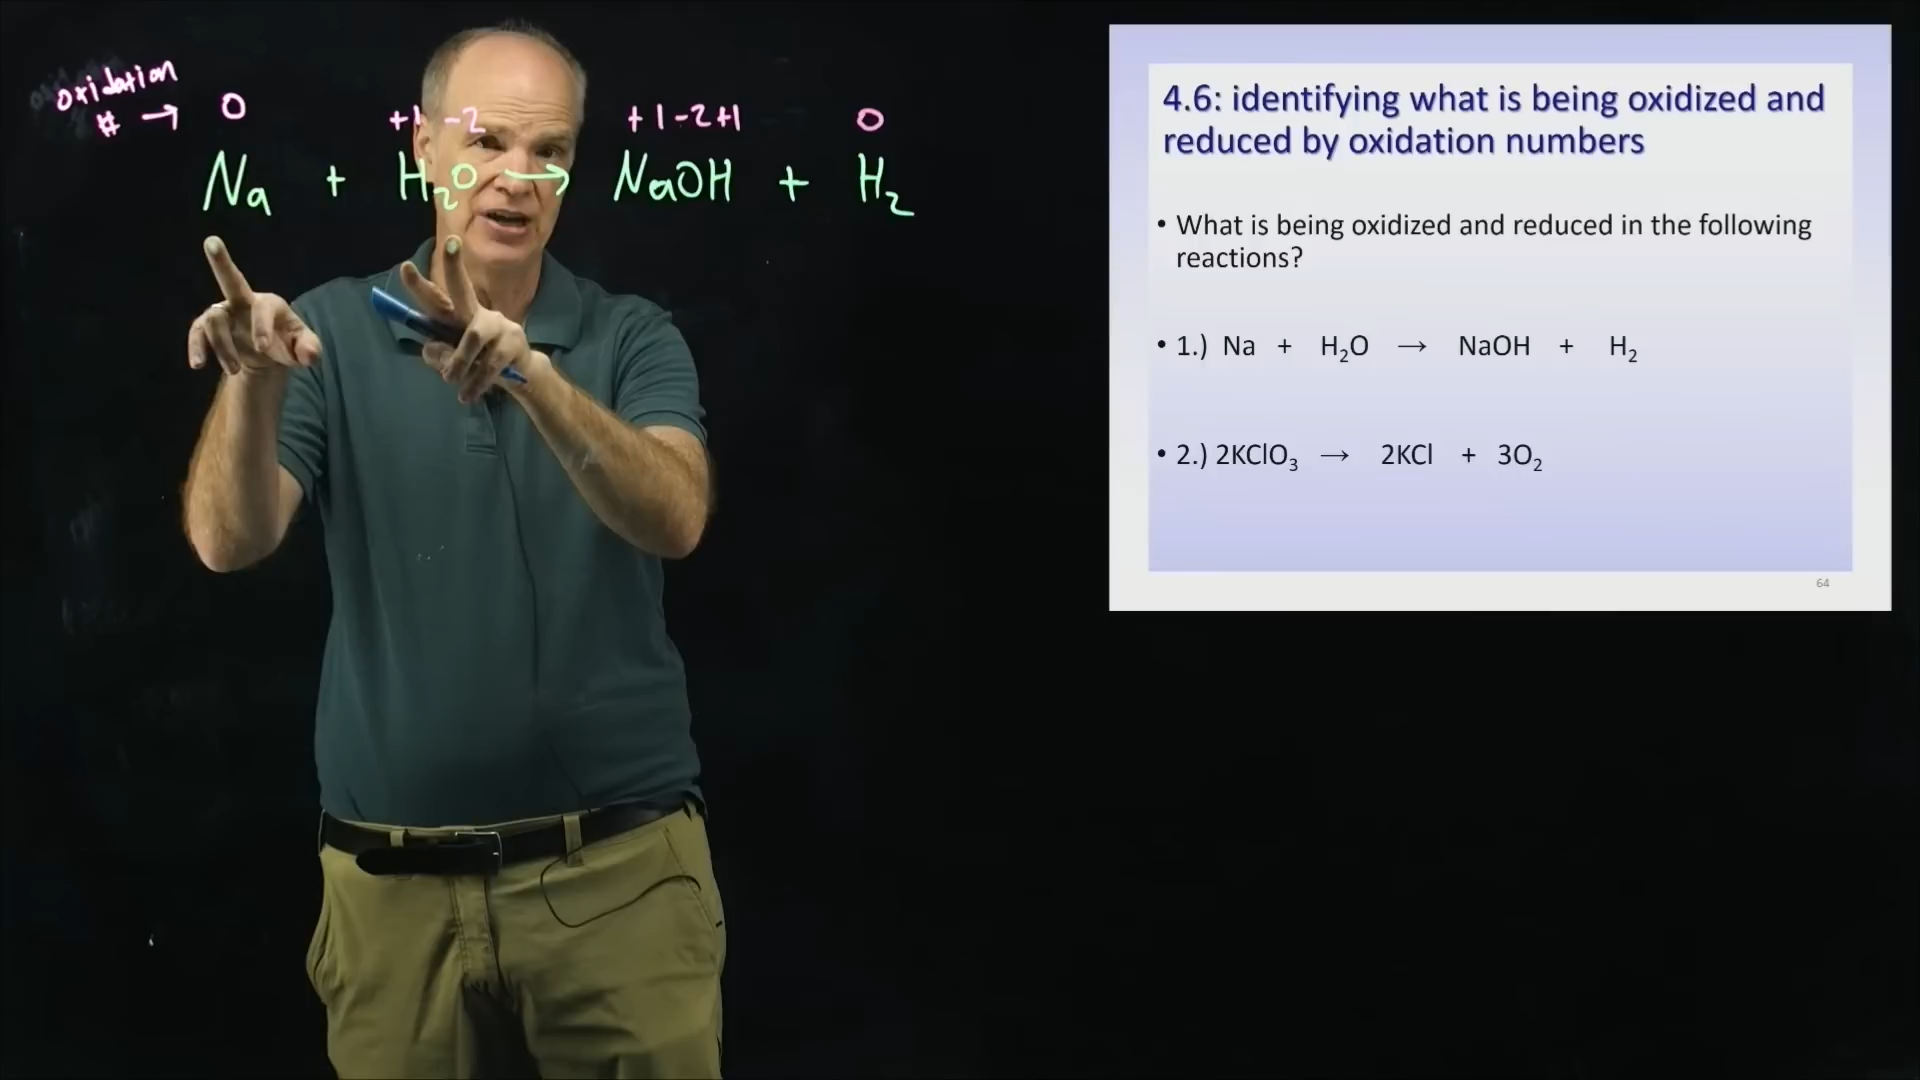 oxidation
# → 0 +1 -2 +1 -2 +1 0
Na + H₂O → NaOH + H₂
4.6: identifying what is being oxidized and
reduced by oxidation numbers
• What is being oxidized and reduced in the following
reactions?
• 1.) Na + H₂O → NaOH + H₂
• 2.) 2KClO₃ → 2KCl + 3O₂
64